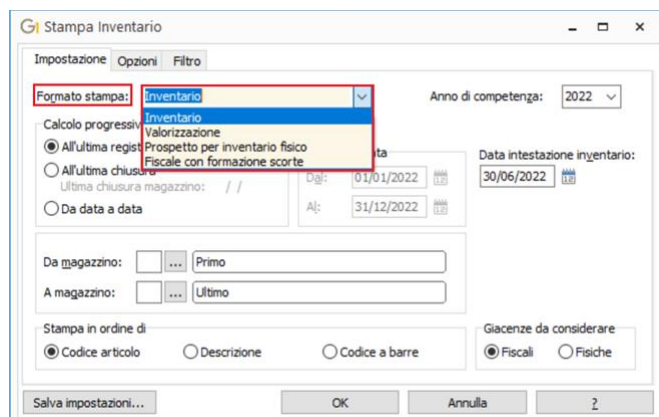 G1 Stampa Inventario
Impostazione Opzioni Filtro
Formato stampa: Inventario Anno di competenza: 2022
Inventario
Valorizzazione
Prospetto per inventario fisico
Fiscale con formazione scorte
Calcolo progressiv
All'ultima regist
All'ultima chiusura
Ultima chiusura magazzino: / /
Da data a data
ata
Dal: 01/01/2022
Al: 31/12/2022
Data intestazione inventario:
30/06/2022
Da magazzino: ... Primo
A magazzino: ... Ultimo
Stampa in ordine di
Codice articolo Descrizione Codice a barre
Giacenze da considerare
Fiscali Fisiche
Salva impostazioni... OK Annulla ?